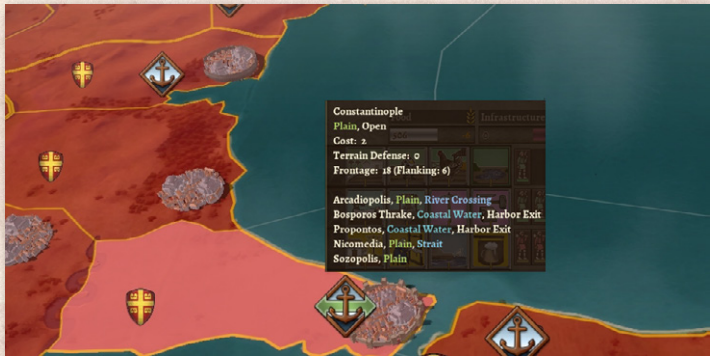 Constantinople
Plain, Open
Cost: 2
Terrain Defense: 0
Frontage: 18 (Flanking: 6)
Arcadiopolis, Plain, River Crossing
Bosporos Thrake, Coastal Water, Harbor Exit
Propontos, Coastal Water, Harbor Exit
Nicomedia, Plain, Strait
Sozopolis, Plain
Infrastructure